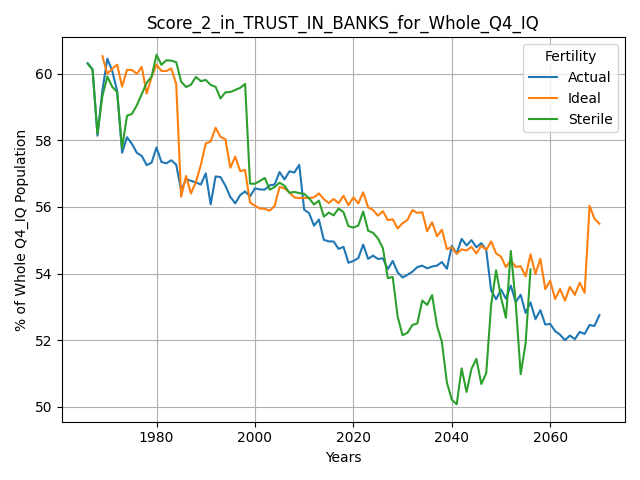 Score_2_in_TRUST_IN_BANKS_for_Whole_Q4_IQ
% of Whole Q4_IQ Population
60
58
56
54
52
50
Fertility
Actual
Ideal
Sterile
1980
2000
2020
2040
2060
Years